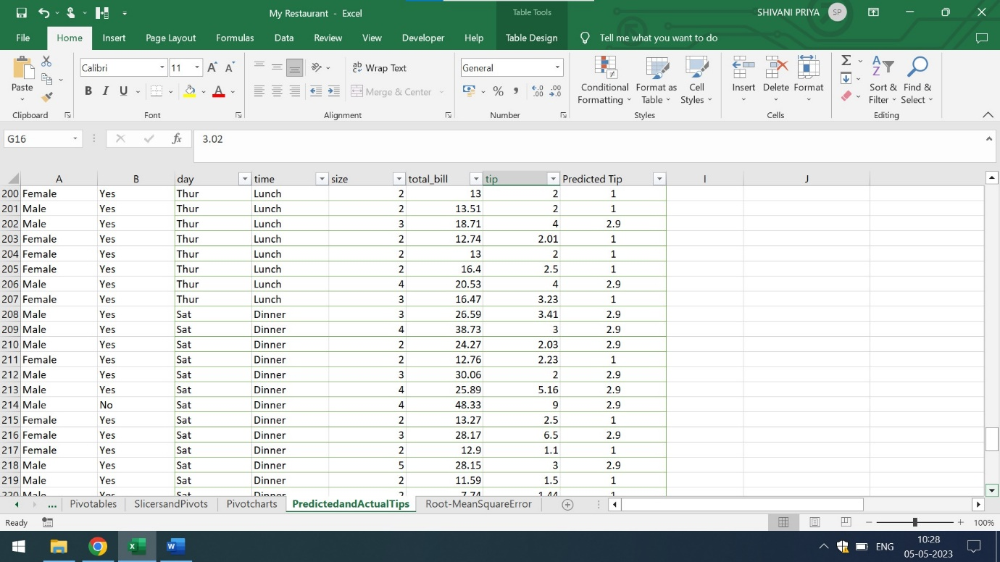 My Restaurant - Excel
Table Tools
SHIVANI PRIYA SP
File Home Insert Page Layout Formulas Data Review View Developer Help Table Design Tell me what you want to do
Calibri 11 ab Wrap Text General
Paste B I U A Merge & Center % Conditional Formatting Format as Table Cell Styles Insert Delete Format Sort & Filter Find & Select
Clipboard Font Alignment Number Styles Cells Editing
G16 fx 3.02
A B day time size total_bill tip Predicted Tip I J
200 Female Yes Thur Lunch 2 13 2 1
201 Male Yes Thur Lunch 2 13.51 2 1
202 Male Yes Thur Lunch 3 18.71 4 2.9
203 Female Yes Thur Lunch 2 12.74 2.01 1
204 Female Yes Thur Lunch 2 13 2 1
205 Female Yes Thur Lunch 2 16.4 2.5 1
206 Male Yes Thur Lunch 4 20.53 4 2.9
207 Female Yes Thur Lunch 3 16.47 3.23 1
208 Male Yes Sat Dinner 3 26.59 3.41 2.9
209 Male Yes Sat Dinner 4 38.73 3 2.9
210 Male Yes Sat Dinner 2 24.27 2.03 2.9
211 Female Yes Sat Dinner 2 12.76 2.23 1
212 Male Yes Sat Dinner 3 30.06 2 2.9
213 Male Yes Sat Dinner 4 25.89 5.16 2.9
214 Male No Sat Dinner 4 48.33 9 2.9
215 Female Yes Sat Dinner 2 13.27 2.5 1
216 Female Yes Sat Dinner 3 28.17 6.5 2.9
217 Female Yes Sat Dinner 2 12.9 1.1 1
218 Male Yes Sat Dinner 5 28.15 3 2.9
219 Male Yes Sat Dinner 2 11.59 1.5 1
220 Male Yes Sat Dinner 2 7.74 1.44 1
... Pivotables SlicersandPivots Pivotcharts PredictedandActualTips Root-MeanSquareError
Ready 100%
ENG 10:28
05-05-2023